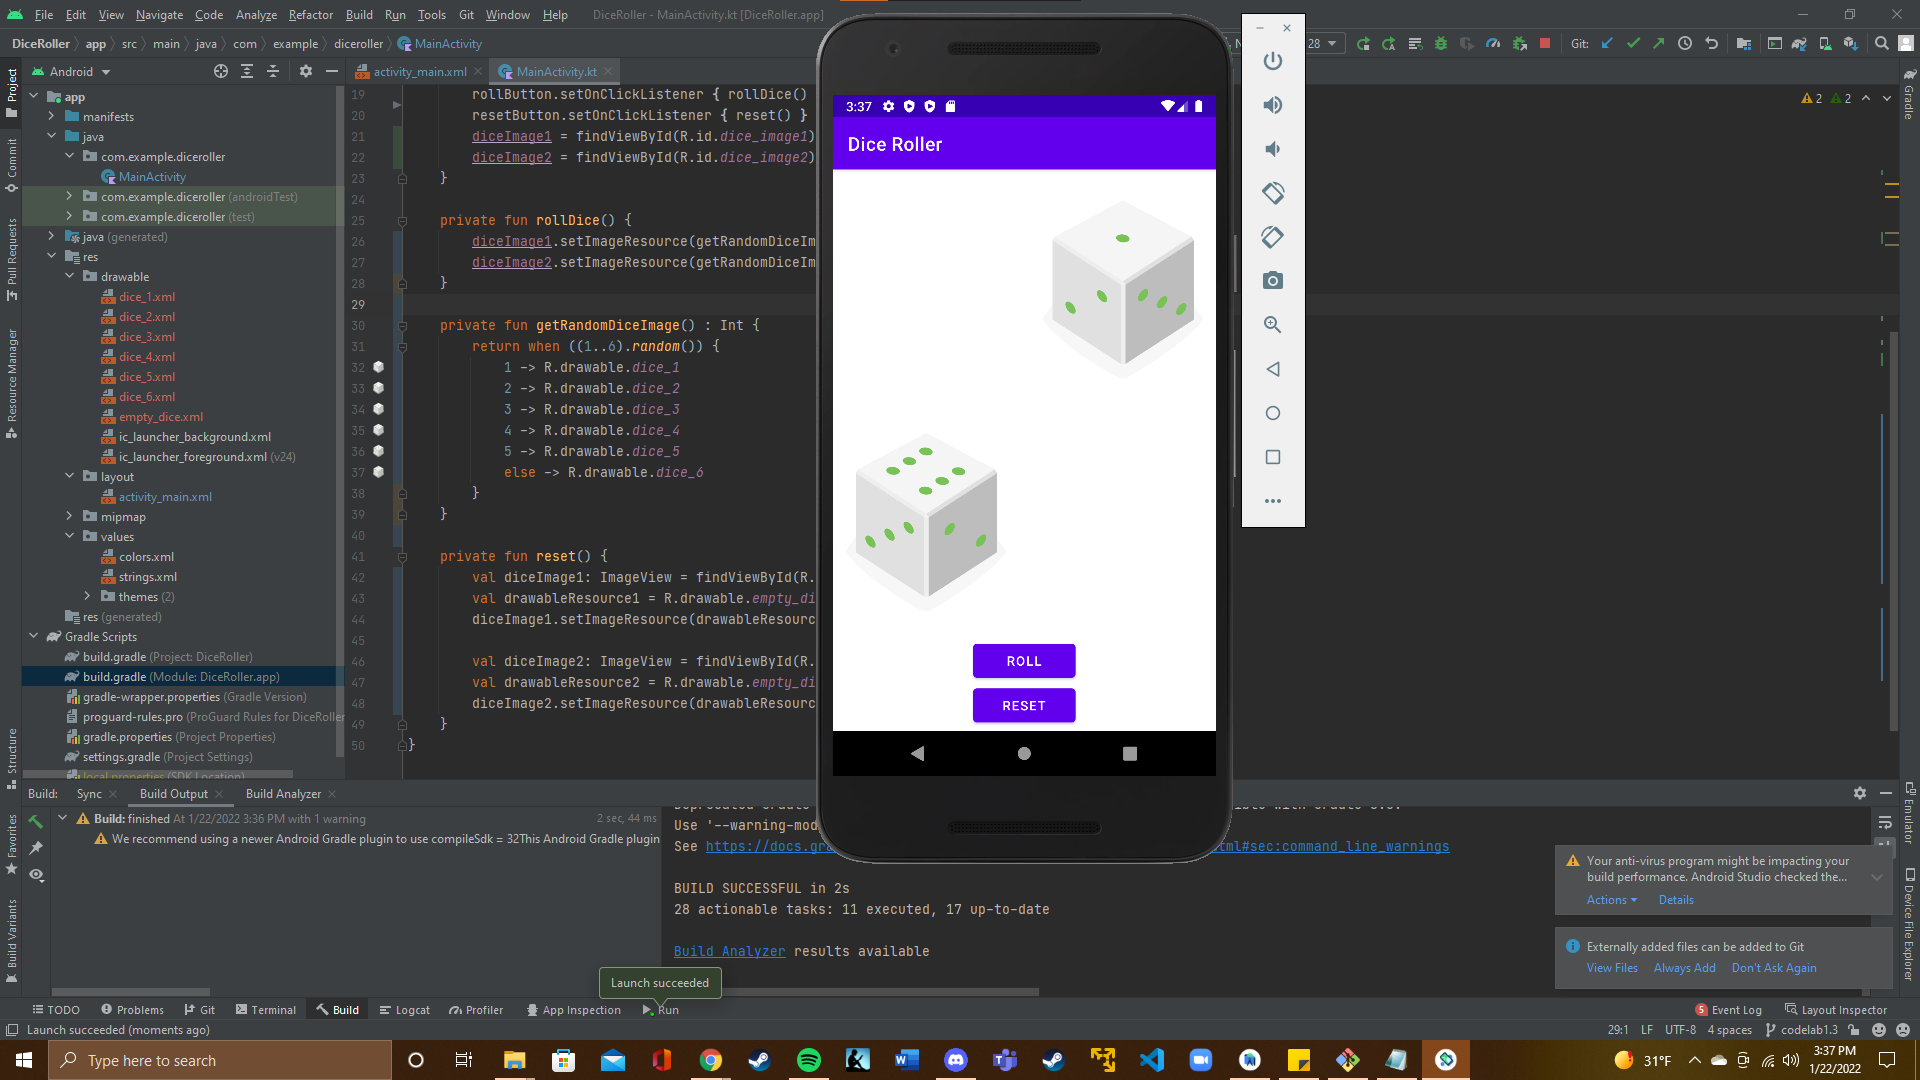 File Edit View Navigate Code Analyze Refactor Build Run Tools Git Window Help DiceRoller - MainActivity.kt [DiceRoller.app]
DiceRoller app src main java com example diceroller MainActivity
28 Git:
Android
activity_main.xml
MainActivity.kt
Project
Commit
Pull Requests
Resource Manager
Structure
Favorites
Build Variants
app
manifests
java
com.example.diceroller
MainActivity
com.example.diceroller (androidTest)
com.example.diceroller (test)
java (generated)
res
drawable
dice_1.xml
dice_2.xml
dice_3.xml
dice_4.xml
dice_5.xml
dice_6.xml
empty_dice.xml
ic_launcher_background.xml
ic_launcher_foreground.xml (v24)
layout
activity_main.xml
mipmap
values
colors.xml
strings.xml
themes (2)
res (generated)
Gradle Scripts
build.gradle (Project: DiceRoller)
build.gradle (Module: DiceRoller.app)
gradle-wrapper.properties (Gradle Version)
proguard-rules.pro (ProGuard Rules for DiceRoller
gradle.properties (Project Properties)
settings.gradle (Project Settings)
local.properties (SDK Location)
19 rollButton.setOnClickListener { rollDice()
20 resetButton.setOnClickListener { reset() }
21 diceImage1 = findViewById(R.id.dice_image1)
22 diceImage2 = findViewById(R.id.dice_image2)
23 }
24
25 private fun rollDice() {
26 diceImage1.setImageResource(getRandomDiceIm
27 diceImage2.setImageResource(getRandomDiceIm
28 }
29
30 private fun getRandomDiceImage() : Int {
31 return when ((1..6).random()) {
32 1 -> R.drawable.dice_1
33 2 -> R.drawable.dice_2
34 3 -> R.drawable.dice_3
35 4 -> R.drawable.dice_4
36 5 -> R.drawable.dice_5
37 else -> R.drawable.dice_6
38 }
39 }
40
41 private fun reset() {
42 val diceImage1: ImageView = findViewById(R.
43 val drawableResource1 = R.drawable.empty_di
44 diceImage1.setImageResource(drawableResourc
45
46 val diceImage2: ImageView = findViewById(R.
47 val drawableResource2 = R.drawable.empty_di
48 diceImage2.setImageResource(drawableResourc
49 }
50 }
2 2
3:37
Dice Roller
ROLL
RESET
Gradle
Emulator
Device File Explorer
Build: Sync Build Output Build Analyzer
Build: finished At 1/22/2022 3:36 PM with 1 warning 2 sec, 44 ms
We recommend using a newer Android Gradle plugin to use compileSdk = 32This Android Gradle plugin
Use '--warning-mod
See https://docs.gra tml#sec:command_line_warnings
BUILD SUCCESSFUL in 2s
28 actionable tasks: 11 executed, 17 up-to-date
Build Analyzer results available
Your anti-virus program might be impacting your
build performance. Android Studio checked the...
Actions Details
Externally added files can be added to Git
View Files Always Add Don't Ask Again
Launch succeeded
TODO Problems Git Terminal Build Logcat Profiler App Inspection Run 5 Event Log Layout Inspector
Launch succeeded (moments ago) 29:1 LF UTF-8 4 spaces codelab1.3
Type here to search
31°F
3:37 PM
1/22/2022